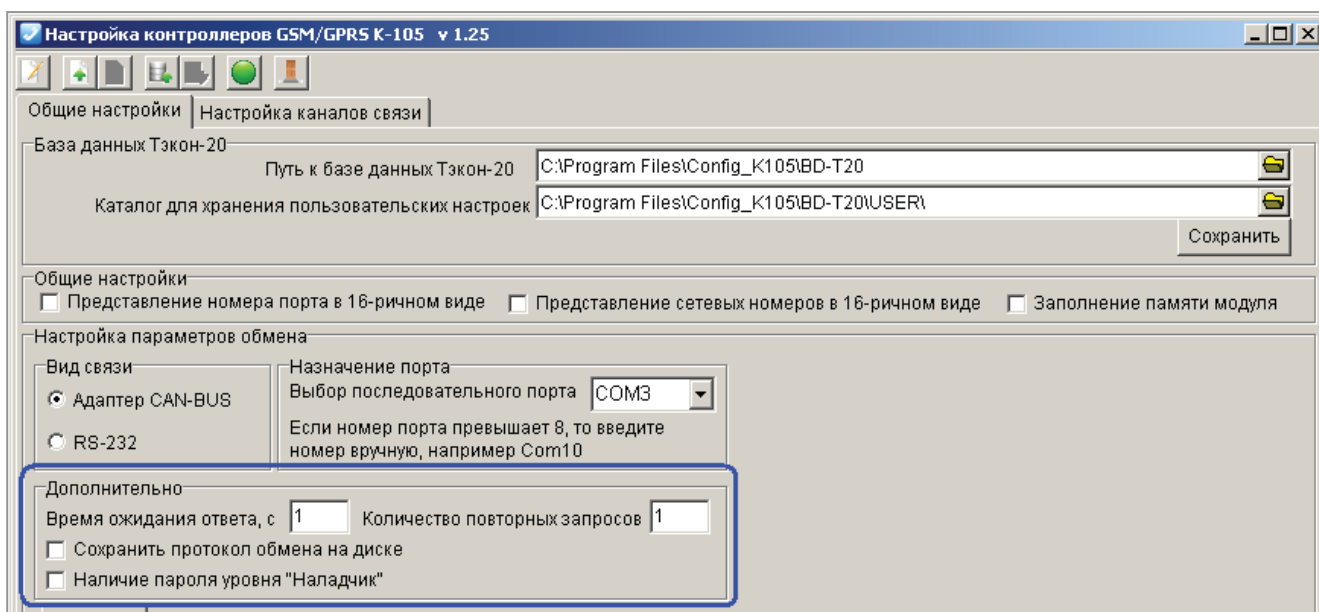 Настройка контроллеров GSM/GPRS K-105 v 1.25
Общие настройки Настройка каналов связи
База данных Тэкон-20
Путь к базе данных Тэкон-20 C:\Program Files\Config_K105\BD-T20
Каталог для хранения пользовательских настроек C:\Program Files\Config_K105\BD-T20\USER\
Сохранить
Общие настройки
Представление номера порта в 16-ричном виде Представление сетевых номеров в 16-ричном виде Заполнение памяти модуля
Настройка параметров обмена
Вид связи
Адаптер CAN-BUS
RS-232
Назначение порта
Выбор последовательного порта COM3
Если номер порта превышает 8, то введите
номер вручную, например Com10
Дополнительно
Время ожидания ответа, с 1 Количество повторных запросов 1
Сохранить протокол обмена на диске
Наличие пароля уровня "Наладчик"